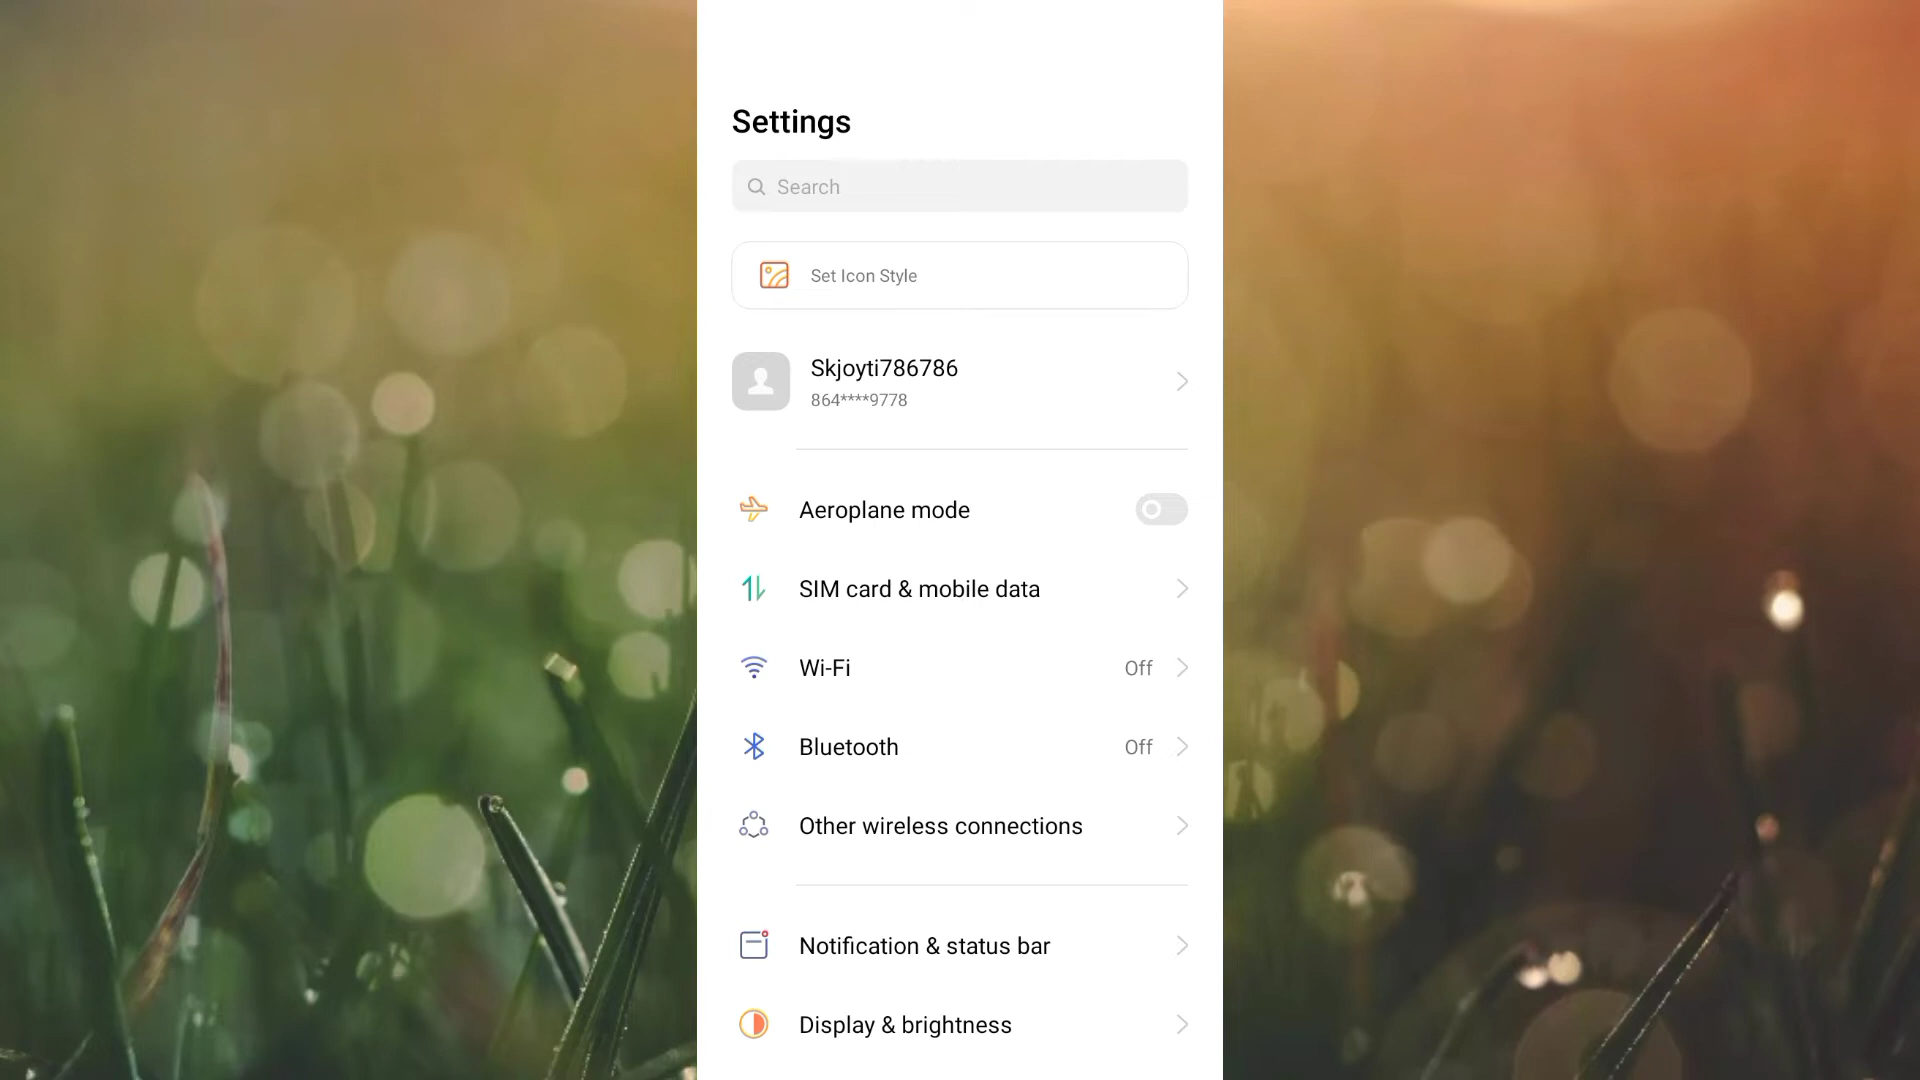 Settings
Search
Set Icon Style
Skjoyti786786
864****9778
Aeroplane mode
SIM card & mobile data
Wi-Fi Off
Bluetooth Off
Other wireless connections
Notification & status bar
Display & brightness